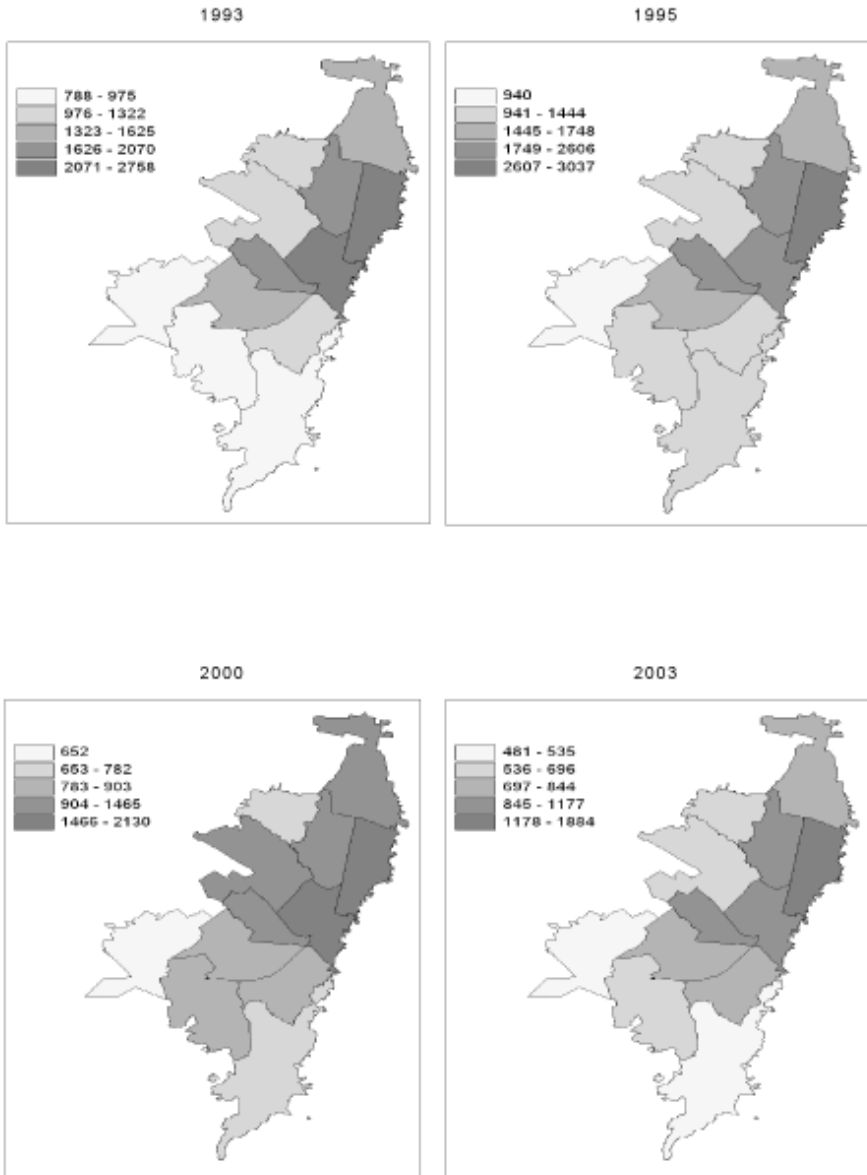 1993
788 - 975
976 - 1322
1323 - 1625
1626 - 2070
2071 - 2758
1995
940
941 - 1444
1445 - 1748
1749 - 2606
2607 - 3037
2000
652
653 - 782
783 - 903
904 - 1465
1466 - 2130
2003
481 - 535
536 - 696
697 - 844
845 - 1177
1178 - 1884